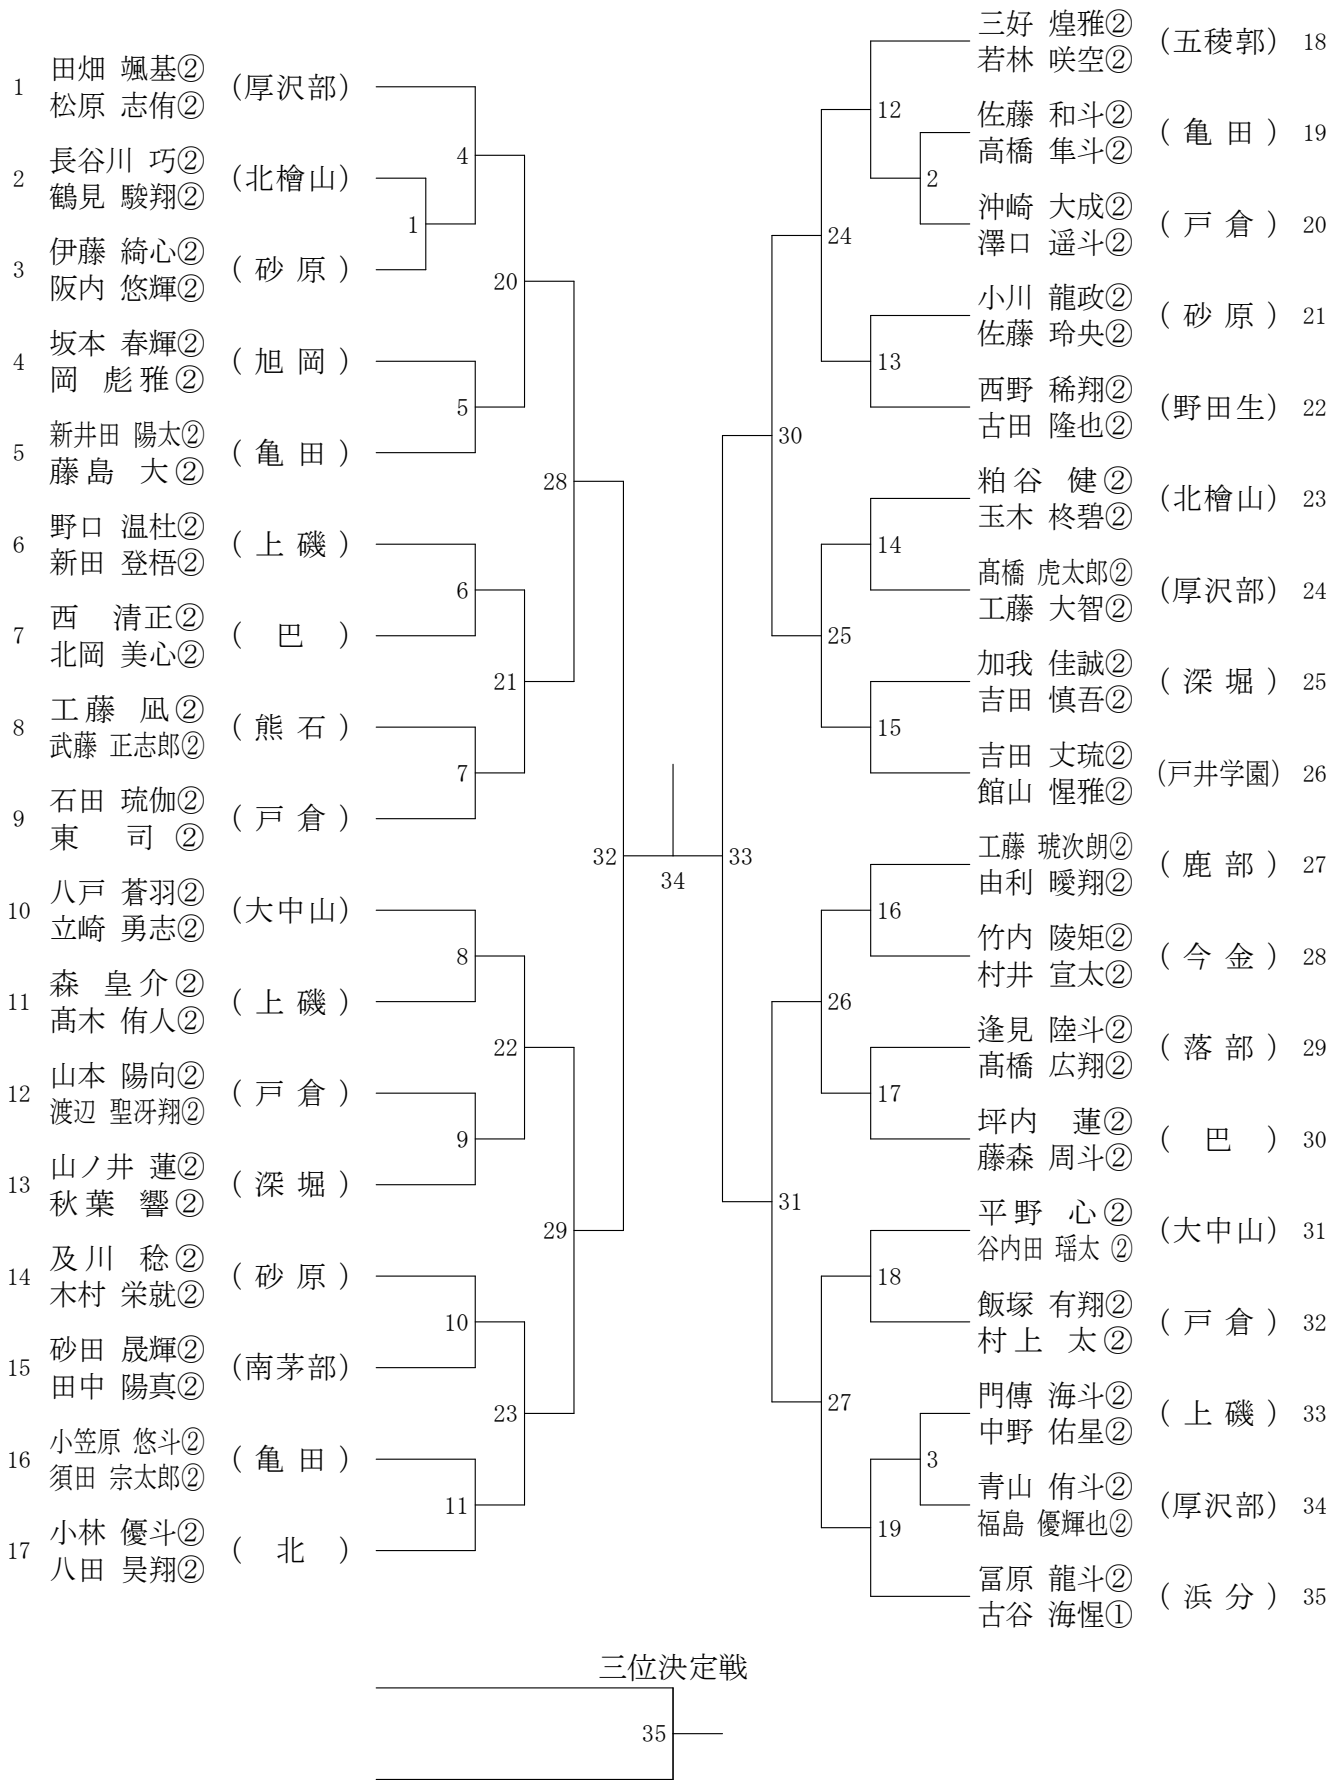 1 田畑 颯基② (厚沢部)
松原 志侑②
2 長谷川 巧② (北檜山)
鶴見 駿翔②
3 伊藤 綺心② (砂原)
阪内 悠輝②
4 坂本 春輝② (旭岡)
岡 彪雅②
5 新井田 陽太② (亀田)
藤島 大②
6 野口 温杜② (上磯)
新田 登梧②
7 西 清正② (巴)
北岡 美心②
8 工藤 凪② (熊石)
武藤 正志郎②
9 石田 琉伽② (戸倉)
東 司②
10 八戸 蒼羽② (大中山)
立崎 勇志②
11 森 皇介② (上磯)
髙木 侑人②
12 山本 陽向② (戸倉)
渡辺 聖冴翔②
13 山ノ井 蓮② (深堀)
秋葉 響②
14 及川 稔② (砂原)
木村 栄就②
15 砂田 晟輝② (南茅部)
田中 陽真②
16 小笠原 悠斗② (亀田)
須田 宗太郎②
17 小林 優斗② (北)
八田 昊翔②
1
4
5
6
7
8
9
10
11
20
21
22
23
28
29
32
34
33
30
31
24
25
26
27
12
2
13
14
15
16
17
18
3
19
三好 煌雅② (五稜郭) 18
若林 咲空②
佐藤 和斗② (亀田) 19
高橋 隼斗②
沖崎 大成② (戸倉) 20
澤口 遥斗②
小川 龍政② (砂原) 21
佐藤 玲央②
西野 稀翔② (野田生) 22
古田 隆也②
粕谷 健② (北檜山) 23
玉木 柊碧②
髙橋 虎太郎② (厚沢部) 24
工藤 大智②
加我 佳誠② (深堀) 25
吉田 慎吾②
吉田 丈琉② (戸井学園) 26
館山 惺雅②
工藤 琥次朗② (鹿部) 27
由利 曖翔②
竹内 陵矩② (今金) 28
村井 宣太②
逢見 陸斗② (落部) 29
髙橋 広翔②
坪内 蓮② (巴) 30
藤森 周斗②
平野 心② (大中山) 31
谷内田 瑶太 ②
飯塚 有翔② (戸倉) 32
村上 太②
門傳 海斗② (上磯) 33
中野 佑星②
青山 侑斗② (厚沢部) 34
福島 優輝也②
冨原 龍斗② (浜分) 35
古谷 海惺①
三位決定戦
35